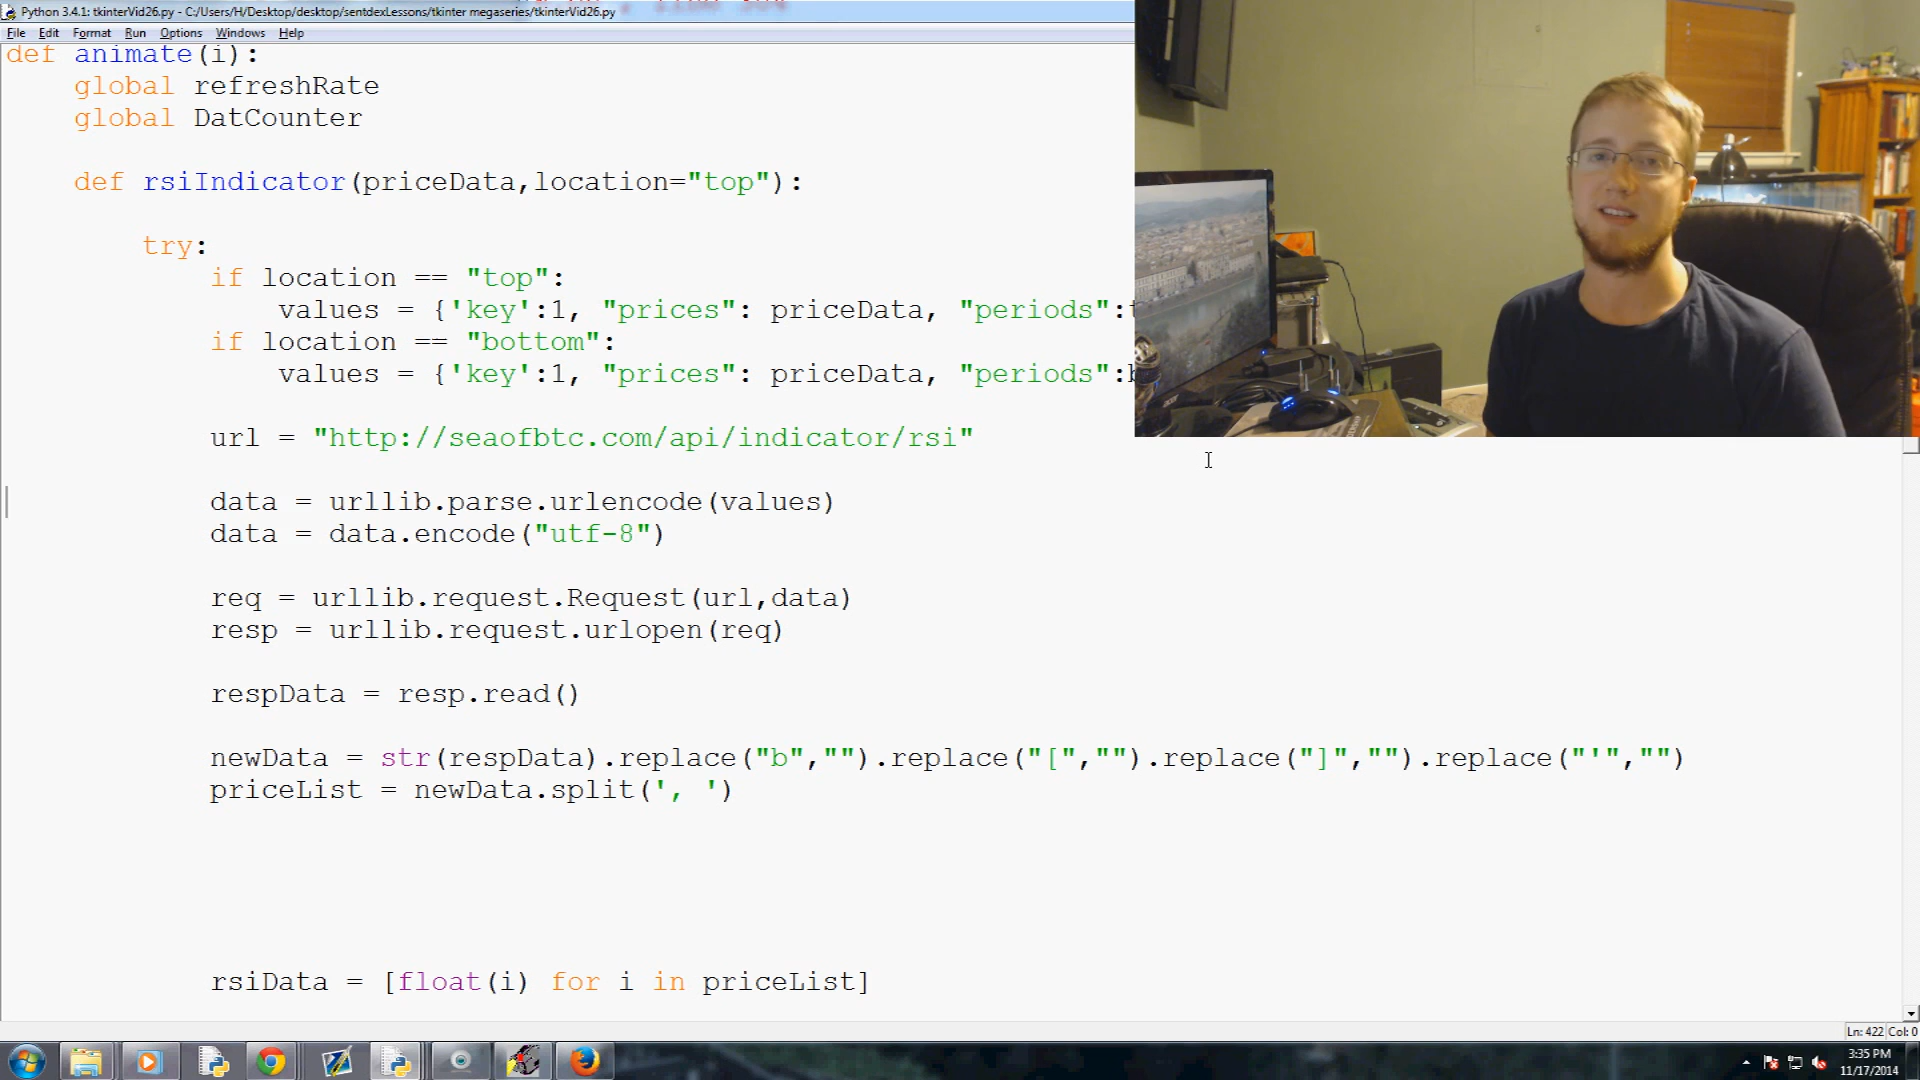 Python 3.4.1: tkinterVid26.py - C:/Users/H/Desktop/desktop/sentdexLessons/tkinter megaseries/tkinterVid26.py
File Edit Format Run Options Windows Help
def animate(i):
global refreshRate
global DatCounter
def rsiIndicator(priceData,location="top"):
try:
if location == "top":
values = {'key':1, "prices": priceData, "periods":
if location == "bottom":
values = {'key':1, "prices": priceData, "periods":
url = "http://seaofbtc.com/api/indicator/rsi"
data = urllib.parse.urlencode(values)
data = data.encode("utf-8")
req = urllib.request.Request(url,data)
resp = urllib.request.urlopen(req)
respData = resp.read()
newData = str(respData).replace("b","").replace("[","").replace("]","").replace("'","")
priceList = newData.split(', ')
rsiData = [float(i) for i in priceList]
Ln: 422 Col: 0
3:35 PM
11/17/2014